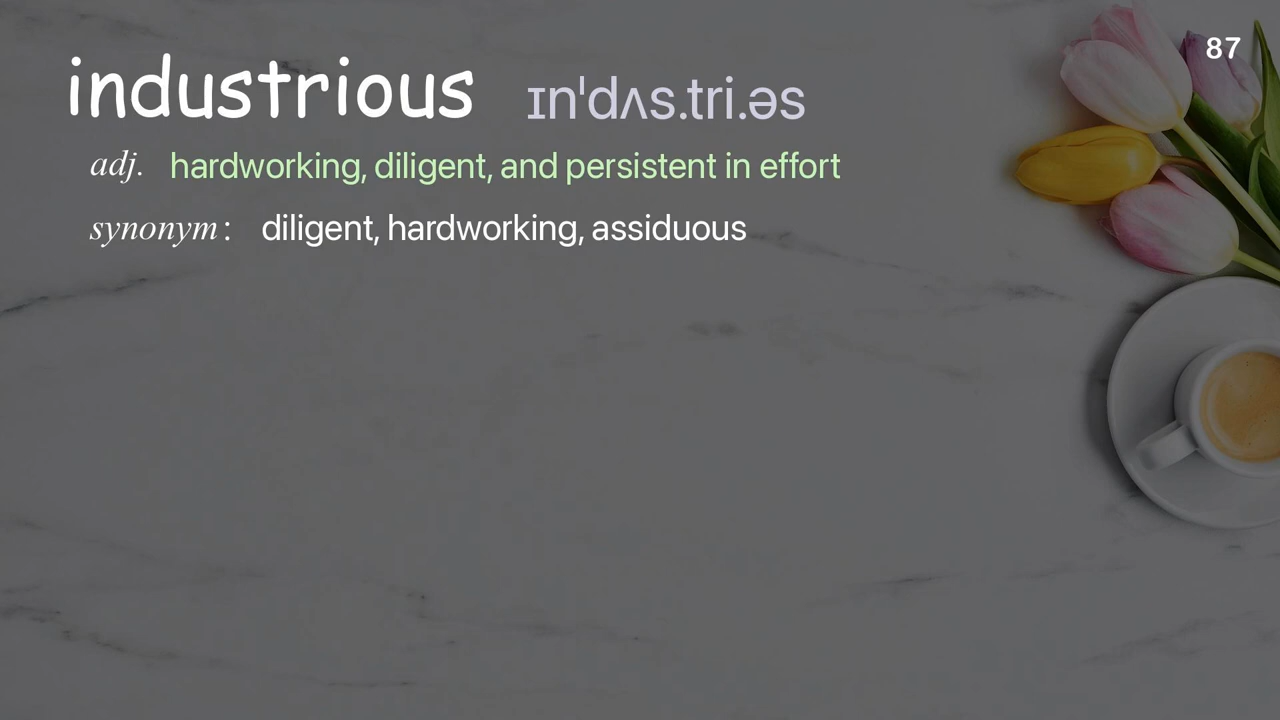 87
industrious ɪnˈdʌs.tri.əs
adj. hardworking, diligent, and persistent in effort
synonym : diligent, hardworking, assiduous